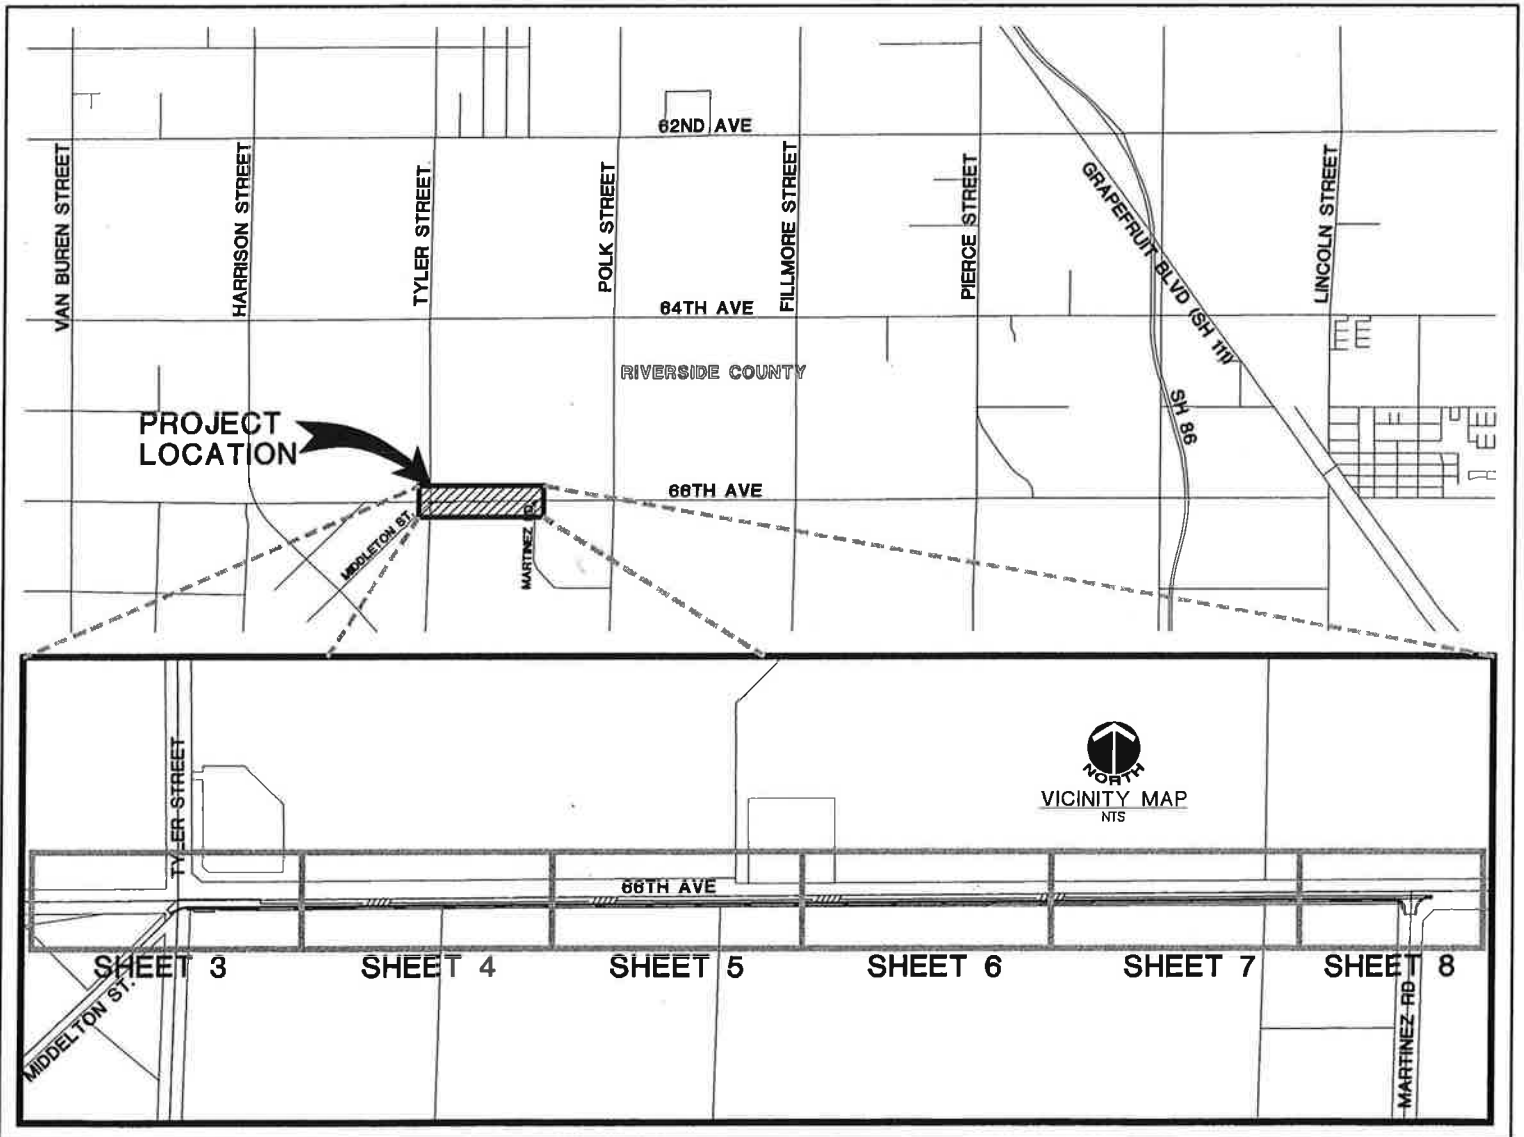 62ND AVE
VAN BUREN STREET
HARRISON STREET
TYLER STREET
POLK STREET
FILLMORE STREET
PIERCE STREET
GRAPEFRUIT BLVD (SH 111)
LINCOLN STREET
64TH AVE
RIVERSIDE COUNTY
SH 86
PROJECT
LOCATION
66TH AVE
MIDDLETON ST.
MARTINEZ RD
TYLER STREET
NORTH
VICINITY MAP
NTS
66TH AVE
SHEET 3
SHEET 4
SHEET 5
SHEET 6
SHEET 7
SHEET 8
MIDDELTON ST.
MARTINEZ RD